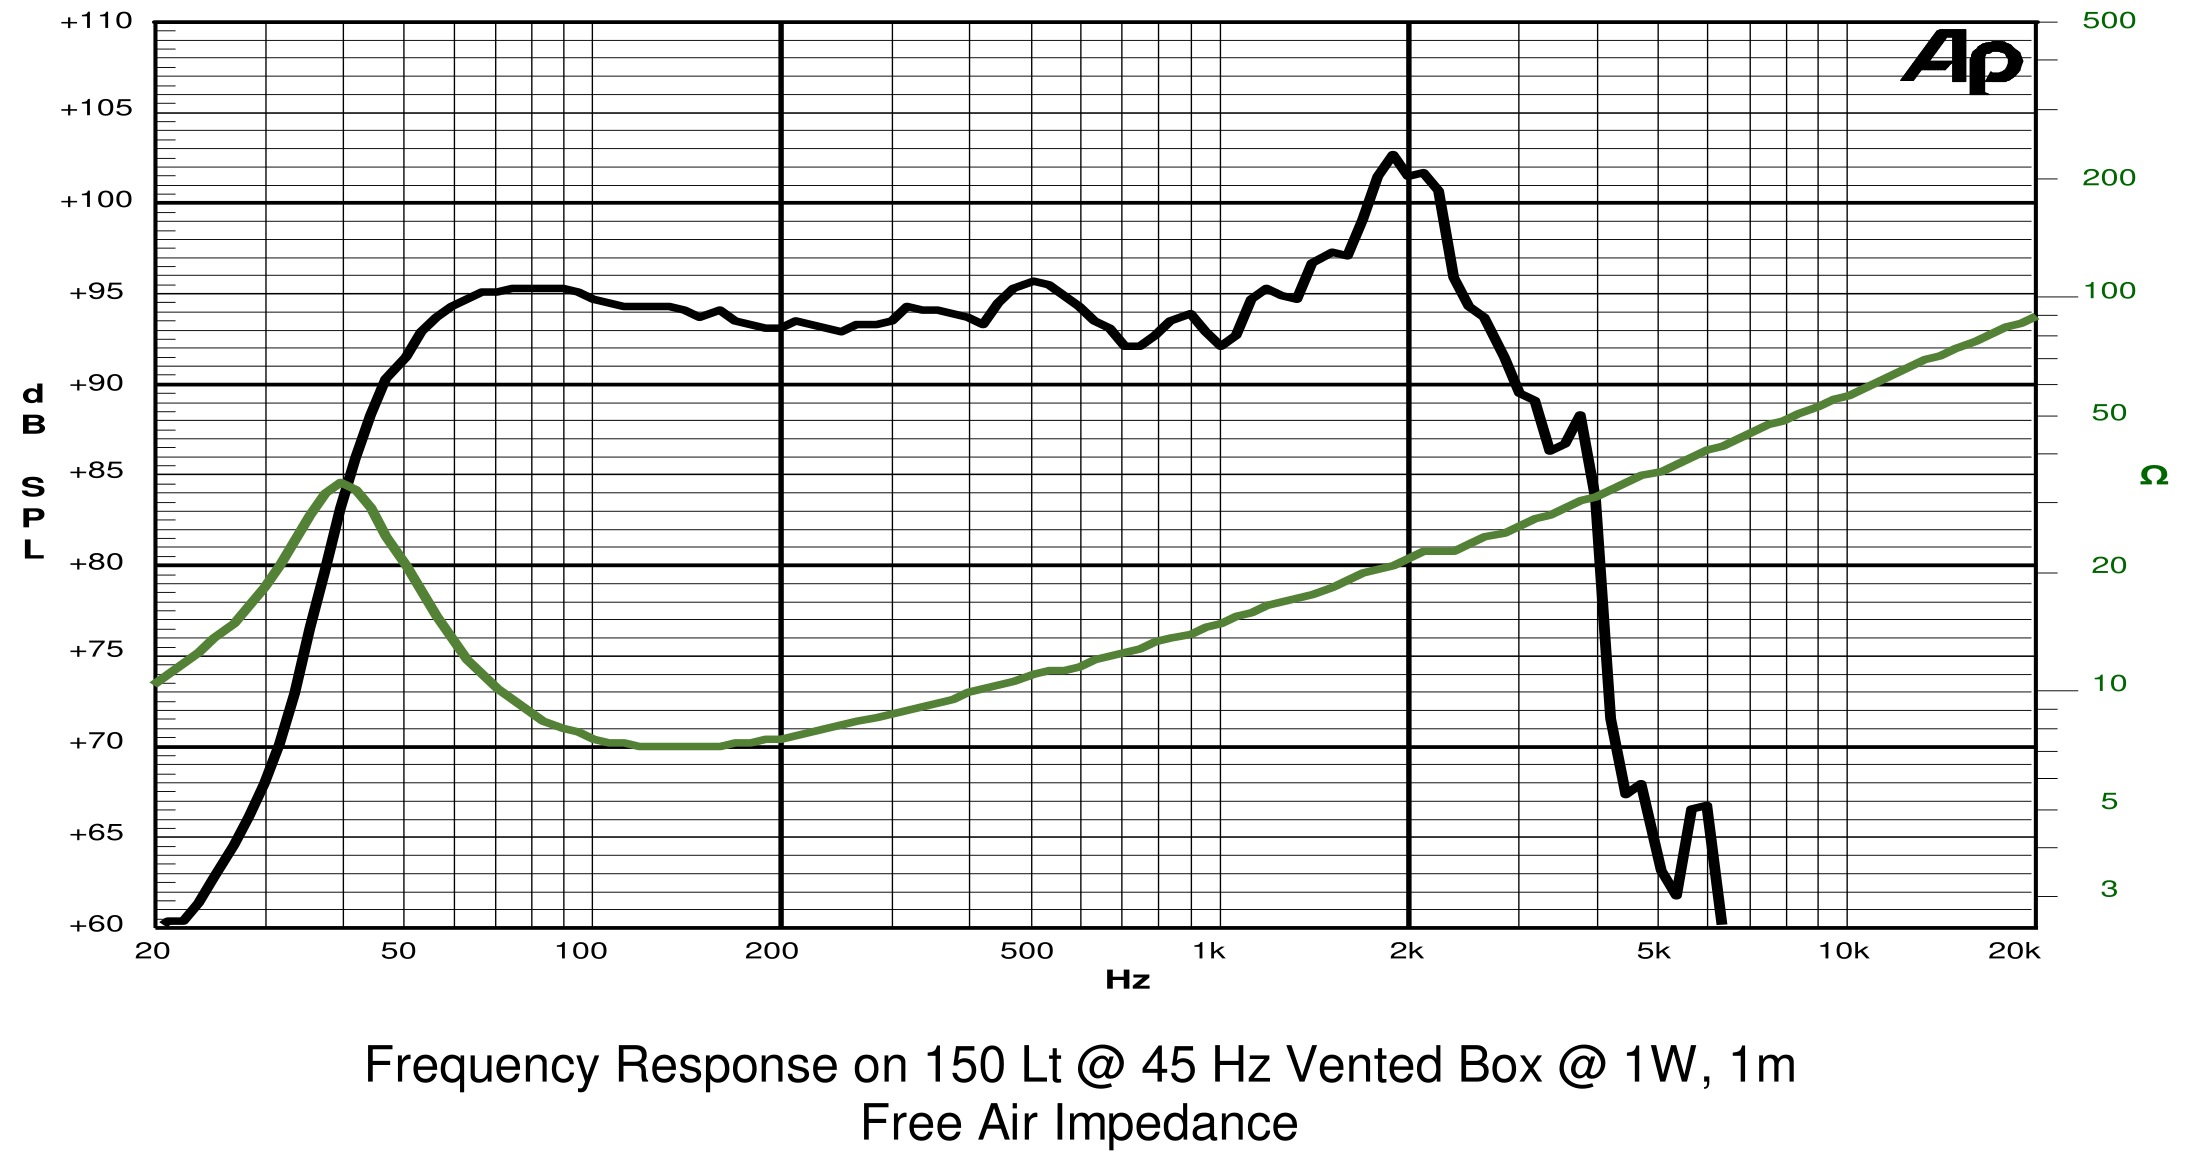 +110
+105
+100
+95
+90
+85
+80
+75
+70
+65
+60
d
B
S
P
L
Ap
500
200
100
50
20
10
5
3
Ω
20 50 100 200 500 1k 2k 5k 10k 20k
Hz
Frequency Response on 150 Lt @ 45 Hz Vented Box @ 1W, 1m
Free Air Impedance